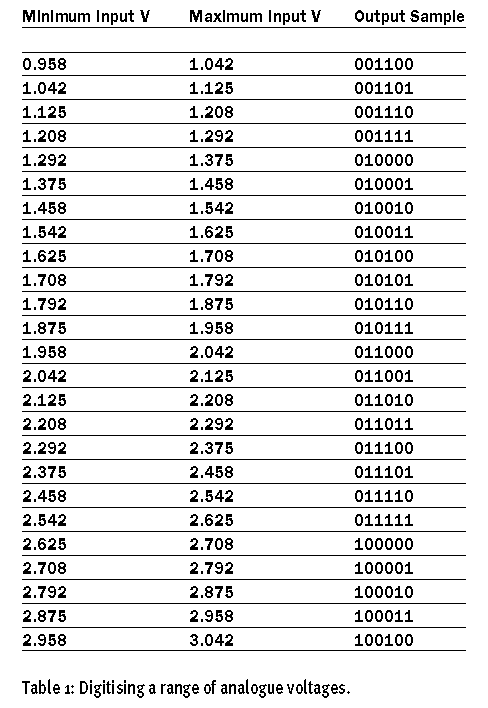 Minimum Input V Maximum Input V Output Sample
0.958 1.042 001100
1.042 1.125 001101
1.125 1.208 001110
1.208 1.292 001111
1.292 1.375 010000
1.375 1.458 010001
1.458 1.542 010010
1.542 1.625 010011
1.625 1.708 010100
1.708 1.792 010101
1.792 1.875 010110
1.875 1.958 010111
1.958 2.042 011000
2.042 2.125 011001
2.125 2.208 011010
2.208 2.292 011011
2.292 2.375 011100
2.375 2.458 011101
2.458 2.542 011110
2.542 2.625 011111
2.625 2.708 100000
2.708 2.792 100001
2.792 2.875 100010
2.875 2.958 100011
2.958 3.042 100100
Table 1: Digitising a range of analogue voltages.